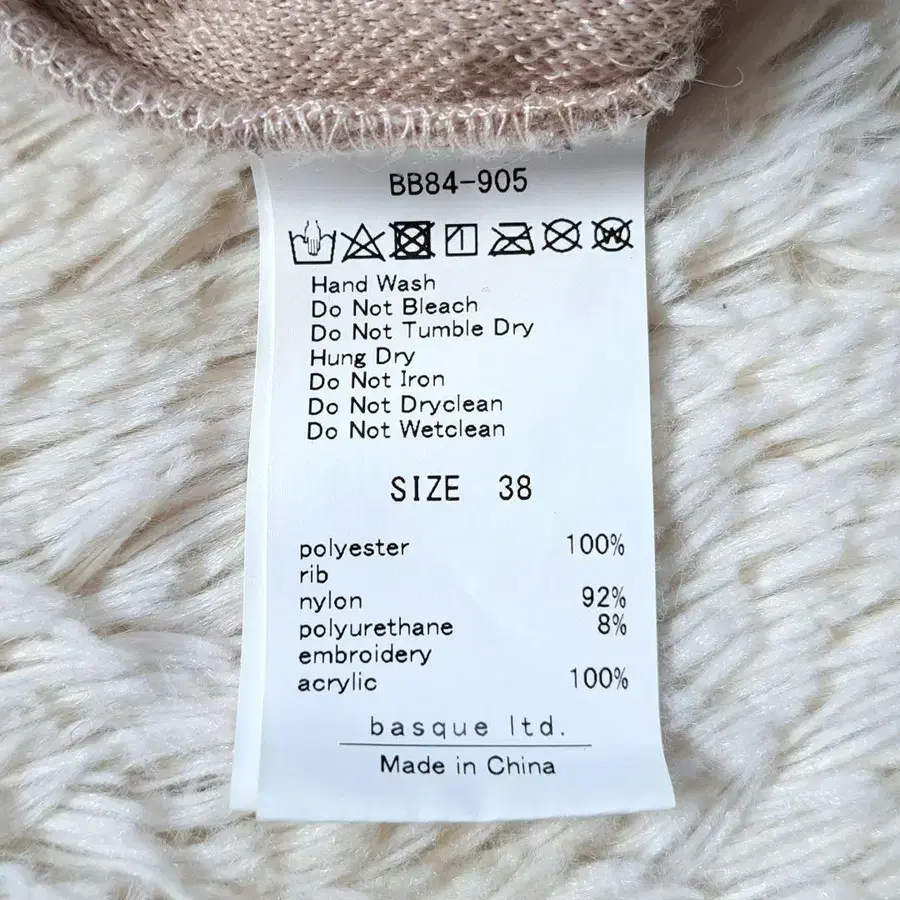 BB84-905
Hand Wash
Do Not Bleach
Do Not Tumble Dry
Hung Dry
Do Not Iron
Do Not Dryclean
Do Not Wetclean
SIZE 38
polyester 100%
rib
nylon 92%
polyurethane 8%
embroidery
acrylic 100%
basque ltd.
Made in China